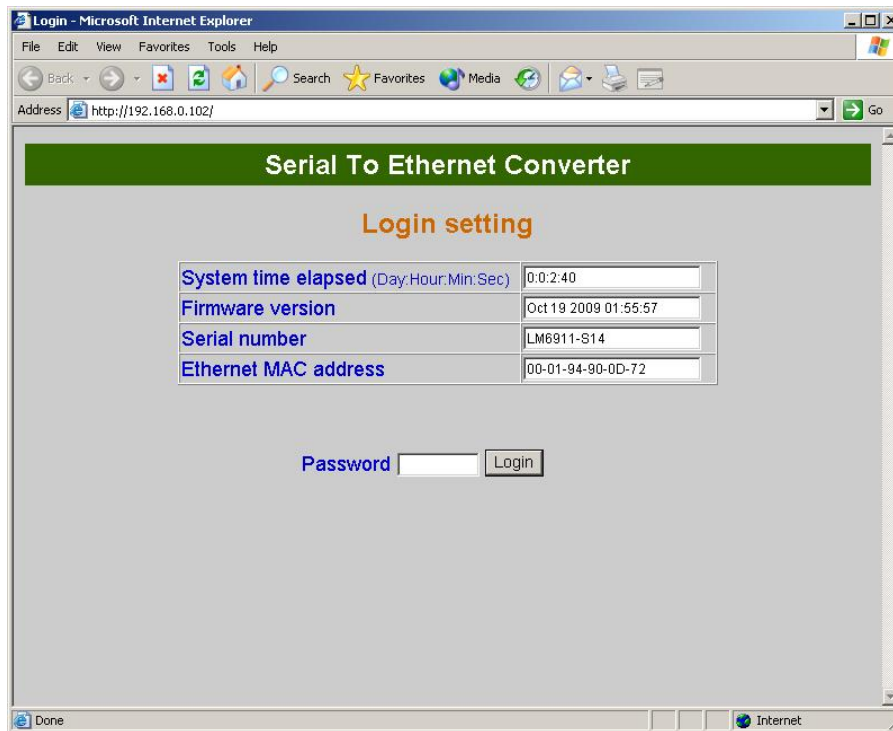 Login - Microsoft Internet Explorer
File Edit View Favorites Tools Help
Back Search Favorites Media
Address http://192.168.0.102/ Go
Serial To Ethernet Converter
Login setting
System time elapsed (Day:Hour:Min:Sec) 0:0:2:40
Firmware version Oct 19 2009 01:55:57
Serial number LM6911-S14
Ethernet MAC address 00-01-94-90-0D-72
Password Login
Done Internet